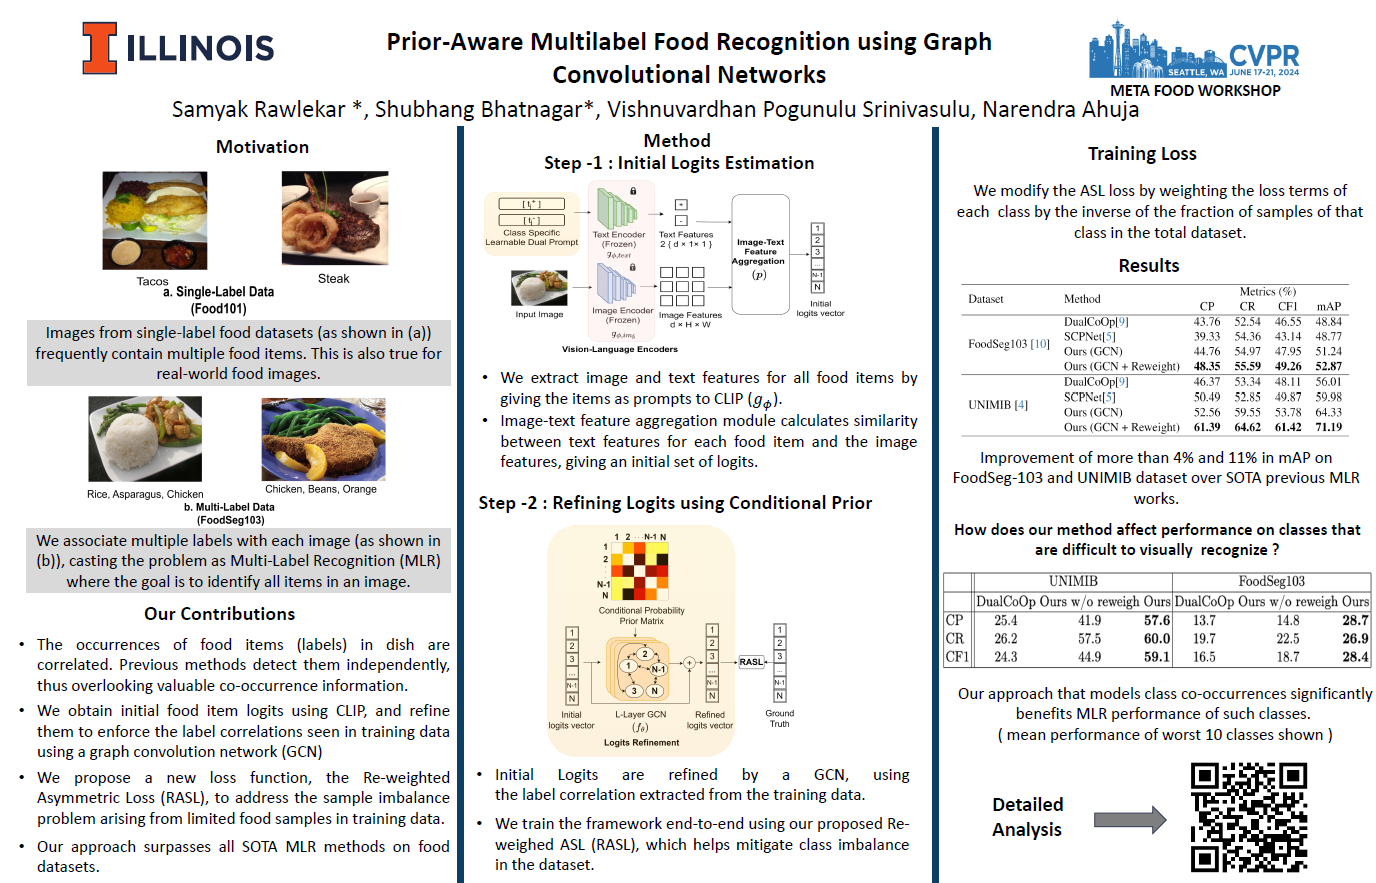 ILLINOIS
Prior-Aware Multilabel Food Recognition using Graph
Convolutional Networks
CVPR
SEATTLE, WA JUNE 17-21, 2024
META FOOD WORKSHOP
Samyak Rawlekar *, Shubhang Bhatnagar*, Vishnuvardhan Pogunulu Srinivasulu, Narendra Ahuja
Motivation
Tacos
Steak
a. Single-Label Data
(Food101)
Images from single-label food datasets (as shown in (a))
frequently contain multiple food items. This is also true for
real-world food images.
Rice, Asparagus, Chicken
Chicken, Beans, Orange
b. Multi-Label Data
(FoodSeg103)
We associate multiple labels with each image (as shown in
(b)), casting the problem as Multi-Label Recognition (MLR)
where the goal is to identify all items in an image.
Our Contributions
• The occurrences of food items (labels) in dish are
correlated. Previous methods detect them independently,
thus overlooking valuable co-occurrence information.
• We obtain initial food item logits using CLIP, and refine
them to enforce the label correlations seen in training data
using a graph convolution network (GCN)
• We propose a new loss function, the Re-weighted
Asymmetric Loss (RASL), to address the sample imbalance
problem arising from limited food samples in training data.
• Our approach surpasses all SOTA MLR methods on food
datasets.
Method
Step -1 : Initial Logits Estimation
[ t᷊⁺ ]
[ t᷊⁻ ]
Class Specific
Learnable Dual Prompt
Text Encoder
(Frozen)
gϕ,text
+
-
Text Features
2 { d × 1× 1 }
Input Image
Image Encoder
(Frozen)
gϕ,img
Image Features
d × H × W
Image-Text
Feature
Aggregation
(p)
1
2
3
...
N-1
N
Initial
logits vector
Vision-Language Encoders
• We extract image and text features for all food items by
giving the items as prompts to CLIP (gϕ).
• Image-text feature aggregation module calculates similarity
between text features for each food item and the image
features, giving an initial set of logits.
Step -2 : Refining Logits using Conditional Prior
1 2 ... N-1 N
1
2
:
N-1
N
Conditional Probability
Prior Matrix
1
2
3
...
N-1
N
Initial
logits vector
1
2
N-1
3
N
L-Layer GCN
(fθ)
+
1
2
3
...
N-1
N
Refined
logits vector
Logits Refinement
RASL
1
2
3
...
N-1
N
Ground
Truth
• Initial Logits are refined by a GCN, using
the label correlation extracted from the training data.
• We train the framework end-to-end using our proposed Re-
weighed ASL (RASL), which helps mitigate class imbalance
in the dataset.
Training Loss
We modify the ASL loss by weighting the loss terms of
each class by the inverse of the fraction of samples of that
class in the total dataset.
Results
Dataset Method Metrics (%)
CP CR CF1 mAP
FoodSeg103 [10]
DualCoOp[9] 43.76 52.54 46.55 48.84
SCPNet[5] 39.33 54.36 43.14 48.77
Ours (GCN) 44.76 54.97 47.95 51.24
Ours (GCN + Reweight) 48.35 55.59 49.26 52.87
UNIMIB [4]
DualCoOp[9] 46.37 53.34 48.11 56.01
SCPNet[5] 50.49 52.85 49.87 59.98
Ours (GCN) 52.56 59.55 53.78 64.33
Ours (GCN + Reweight) 61.39 64.62 61.42 71.19
Improvement of more than 4% and 11% in mAP on
FoodSeg-103 and UNIMIB dataset over SOTA previous MLR
works.
How does our method affect performance on classes that
are difficult to visually recognize ?
UNIMIB FoodSeg103
DualCoOp Ours w/o reweigh Ours DualCoOp Ours w/o reweigh Ours
CP 25.4 41.9 57.6 13.7 14.8 28.7
CR 26.2 57.5 60.0 19.7 22.5 26.9
CF1 24.3 44.9 59.1 16.5 18.7 28.4
Our approach that models class co-occurrences significantly
benefits MLR performance of such classes.
( mean performance of worst 10 classes shown )
Detailed
Analysis